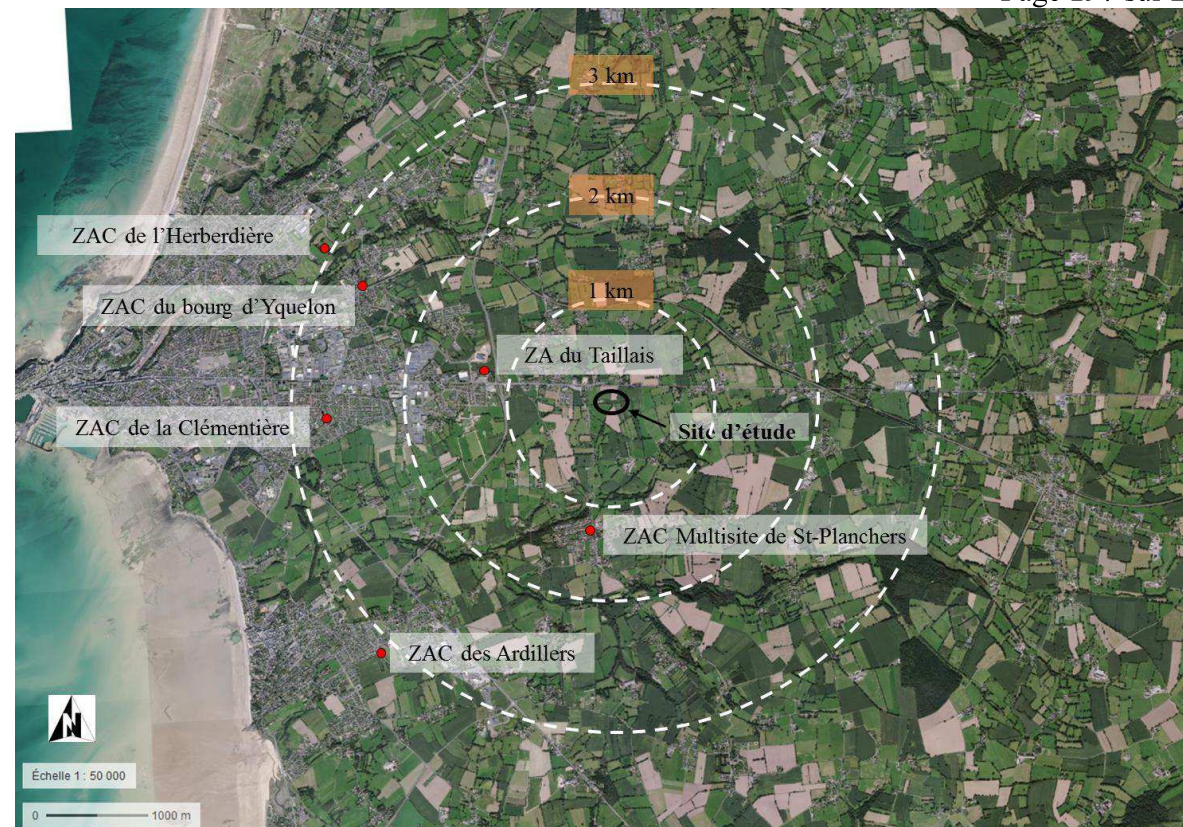 3 km
2 km
ZAC de l'Herberdière
1 km
ZAC du bourg d'Yquelon
ZA du Taillais
ZAC de la Clémentière
Site d'étude
ZAC Multisite de St-Planchers
ZAC des Ardillers
N
Échelle 1 : 50 000
0 1000 m